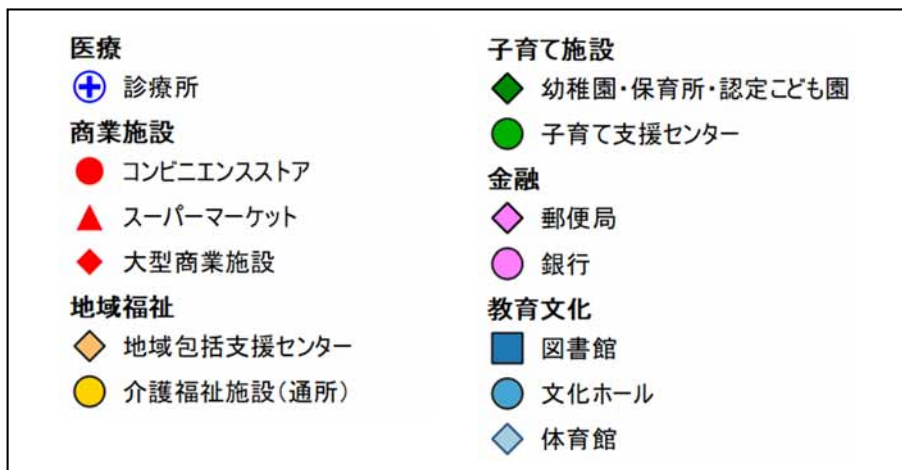 医療
診療所
商業施設
コンビニエンスストア
スーパーマーケット
大型商業施設
地域福祉
地域包括支援センター
介護福祉施設(通所)
子育て施設
幼稚園・保育所・認定こども園
子育て支援センター
金融
郵便局
銀行
教育文化
図書館
文化ホール
体育館